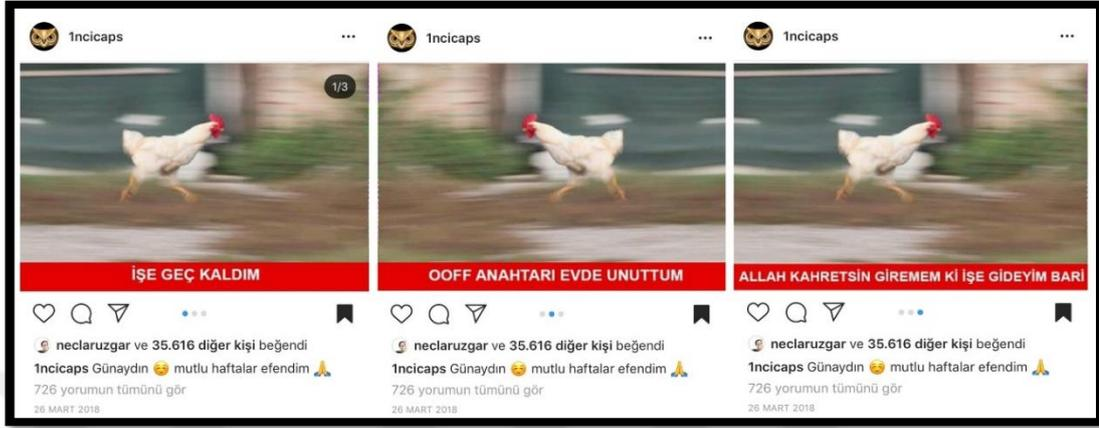 1ncicaps
1/3
İŞE GEÇ KALDIM
neclaruzgar ve 35.616 diğer kişi beğendi
1ncicaps Günaydın ☺️ mutlu haftalar efendim 🙏
726 yorumun tümünü gör
26 MART 2018
1ncicaps
OOFF ANAHTARI EVDE UNUTTUM
neclaruzgar ve 35.616 diğer kişi beğendi
1ncicaps Günaydın ☺️ mutlu haftalar efendim 🙏
726 yorumun tümünü gör
26 MART 2018
1ncicaps
ALLAH KAHRETSİN GİREMEM Kİ İŞE GİDEYİM BARİ
neclaruzgar ve 35.616 diğer kişi beğendi
1ncicaps Günaydın ☺️ mutlu haftalar efendim 🙏
726 yorumun tümünü gör
26 MART 2018